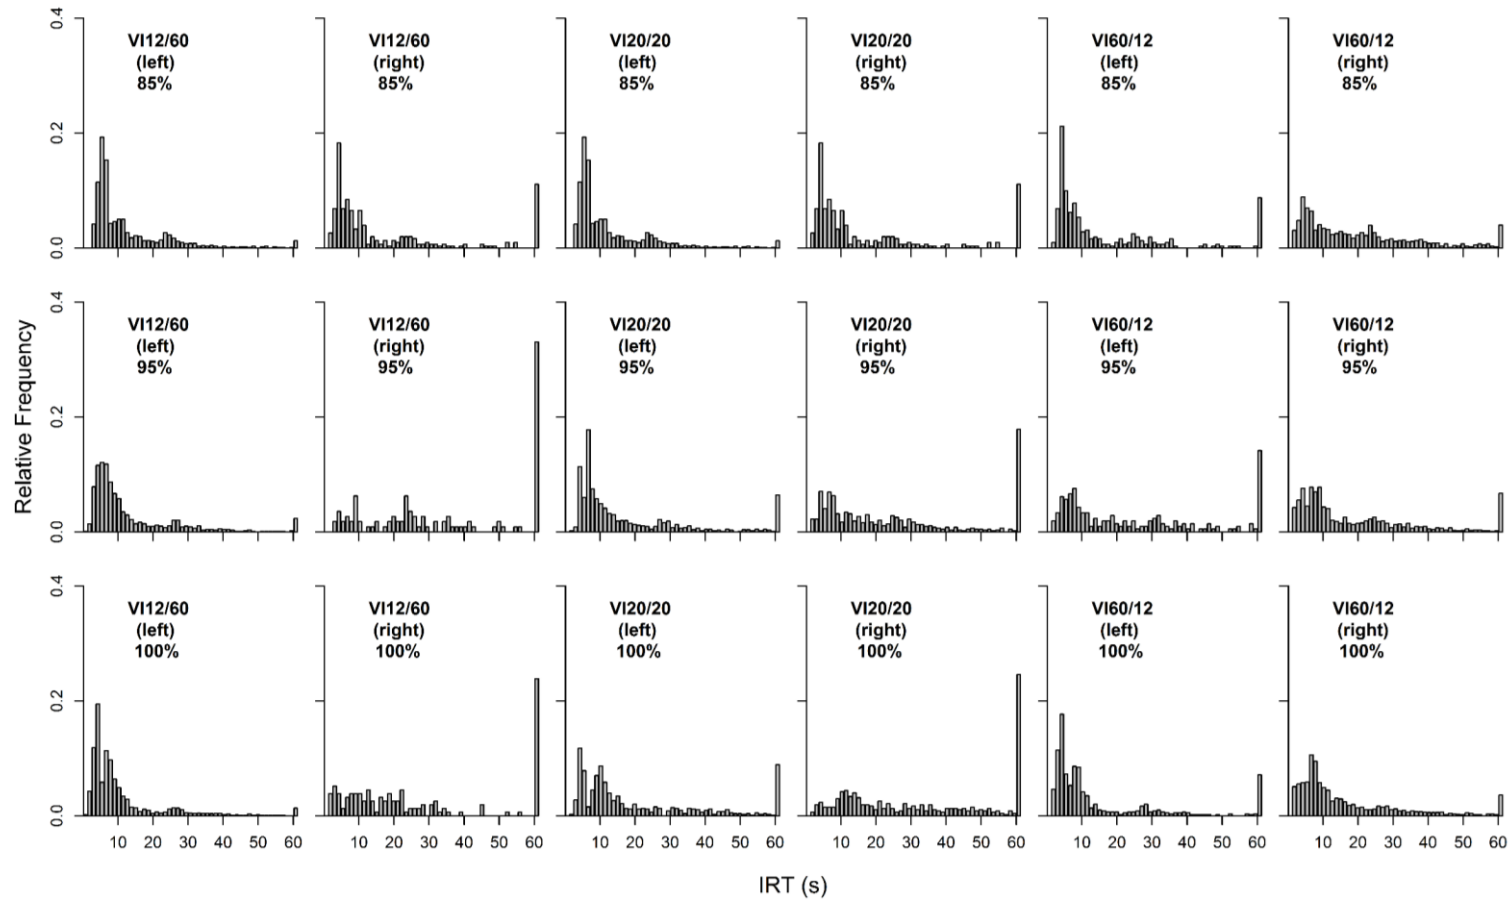 0.4
0.2
0.0
VI12/60
(left)
85%
VI12/60
(right)
85%
VI20/20
(left)
85%
VI20/20
(right)
85%
VI60/12
(left)
85%
VI60/12
(right)
85%
Relative Frequency
0.4
0.2
0.0
VI12/60
(left)
95%
VI12/60
(right)
95%
VI20/20
(left)
95%
VI20/20
(right)
95%
VI60/12
(left)
95%
VI60/12
(right)
95%
0.4
0.2
0.0
VI12/60
(left)
100%
VI12/60
(right)
100%
VI20/20
(left)
100%
VI20/20
(right)
100%
VI60/12
(left)
100%
VI60/12
(right)
100%
10 20 30 40 50 60
10 20 30 40 50 60
10 20 30 40 50 60
10 20 30 40 50 60
10 20 30 40 50 60
10 20 30 40 50 60
IRT (s)